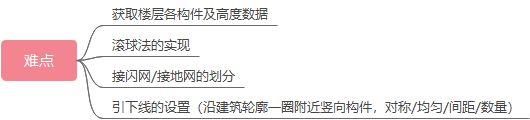 难点
获取楼层各构件及高度数据
滚球法的实现
接闪网/接地网的划分
引下线的设置（沿建筑轮廓一圈附近竖向构件，对称/均匀/间距/数量）